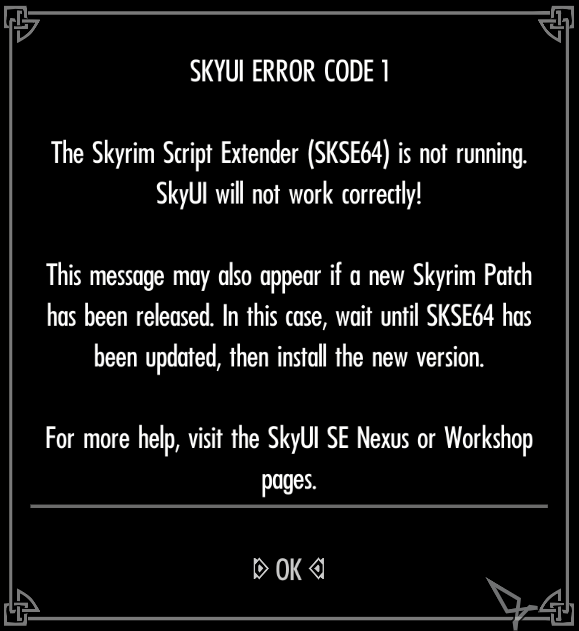 SKYUI ERROR CODE 1
The Skyrim Script Extender (SKSE64) is not running.
SkyUI will not work correctly!
This message may also appear if a new Skyrim Patch
has been released. In this case, wait until SKSE64 has
been updated, then install the new version.
For more help, visit the SkyUI SE Nexus or Workshop
pages.
OK